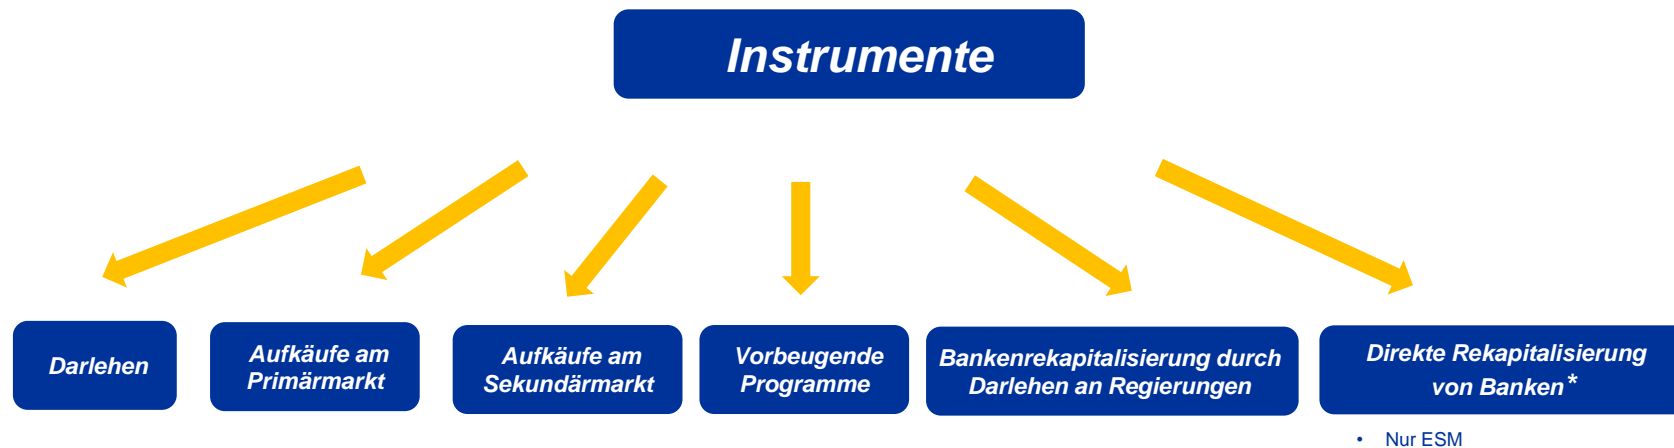 Instrumente
Darlehen
Aufkäufe am
Primärmarkt
Aufkäufe am
Sekundärmarkt
Vorbeugende
Programme
Bankenrekapitalisierung durch
Darlehen an Regierungen
Direkte Rekapitalisierung
von Banken*
• Nur ESM